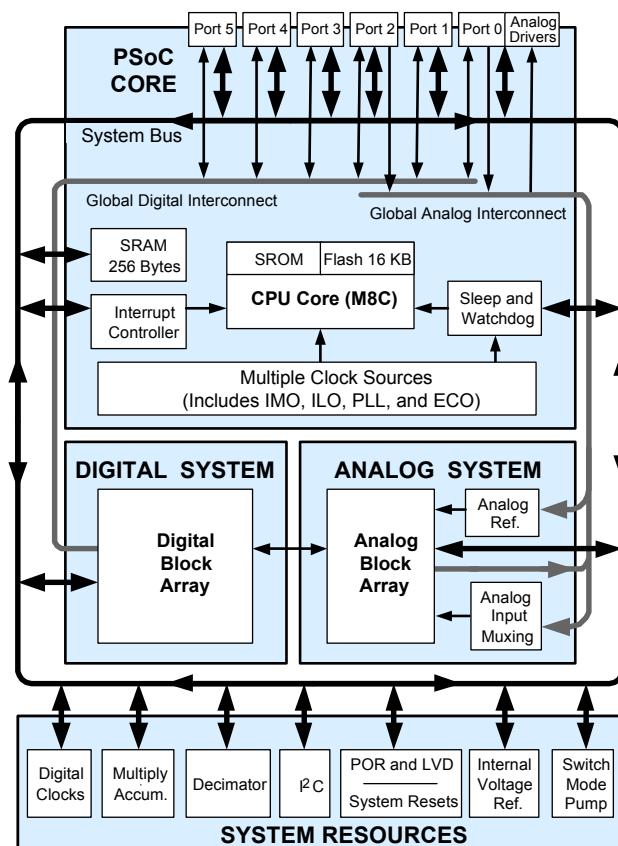 Port 5 Port 4 Port 3 Port 2 Port 1 Port 0 Analog
Drivers
PSoC
CORE
System Bus
Global Digital Interconnect
Global Analog Interconnect
SRAM
256 Bytes
SROM Flash 16 KB
CPU Core (M8C)
Interrupt
Controller
Sleep and
Watchdog
Multiple Clock Sources
(Includes IMO, ILO, PLL, and ECO)
DIGITAL SYSTEM
Digital
Block
Array
ANALOG SYSTEM
Analog
Block
Array
Analog
Ref.
Analog
Input
Muxing
Digital
Clocks
Multiply
Accum.
Decimator
I²C
POR and LVD
System Resets
Internal
Voltage
Ref.
Switch
Mode
Pump
SYSTEM RESOURCES